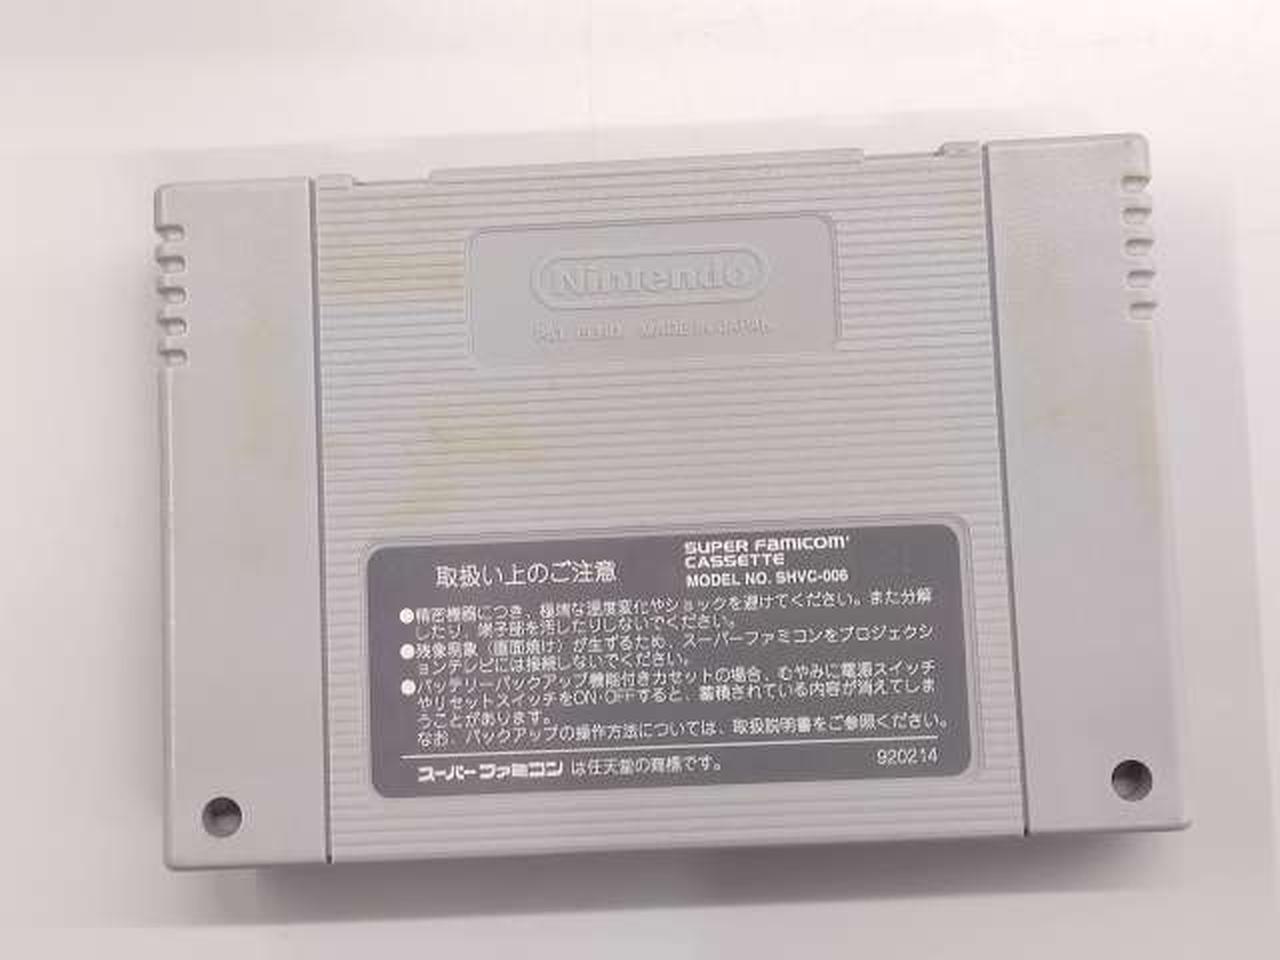 Nintendo
MADE IN JAPAN
取扱い上のご注意
SUPER FAMICOM
CASSETTE
MODEL NO. SHVC-006
●精密機器につき、極端な温度変化やショックを避けてください。また分解
したり、端子部を汚したりしないでください。
●残像現象（画面焼け）が生ずるため、スーパーファミコンをプロジェクシ
ョンテレビには接続しないでください。
●バッテリーバックアップ機能付きカセットの場合、むやみに電源スイッチ
やリセットスイッチをON・OFFすると、蓄積されている内容が消えてしま
うことがあります。
なお、バックアップの操作方法については、取扱説明書をご参照ください。
スーパーファミコン は任天堂の商標です。
920214